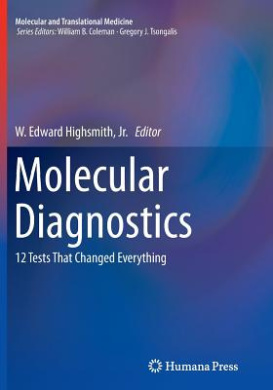 Molecular and Translational Medicine
Series Editors: William B. Coleman · Gregory J. Tsongalis
W. Edward Highsmith, Jr. Editor
Molecular
Diagnostics
12 Tests That Changed Everything
Humana Press